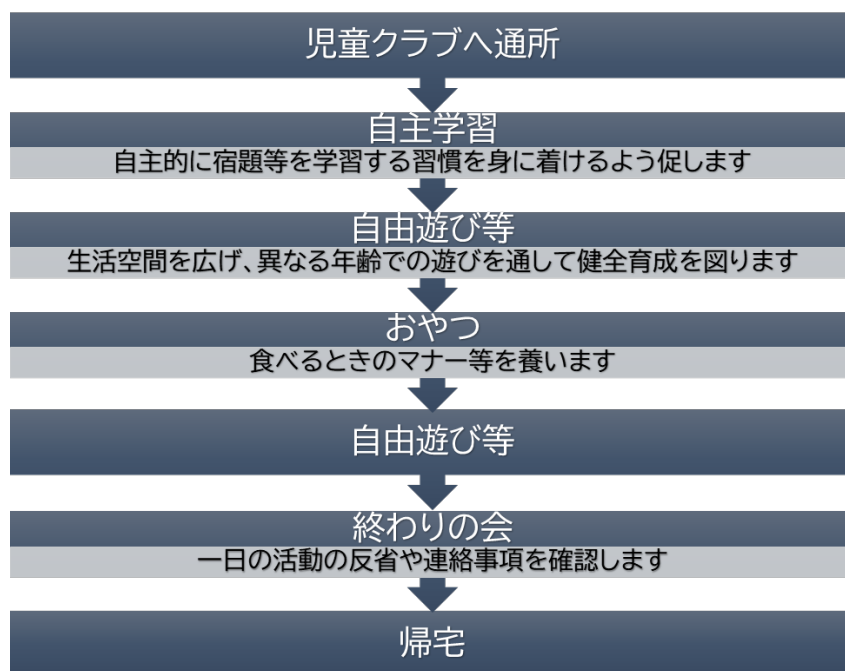 児童クラブへ通所
自主学習
自主的に宿題等を学習する習慣を身に着けるよう促します
自由遊び等
生活空間を広げ、異なる年齢での遊びを通して健全育成を図ります
おやつ
食べるときのマナー等を養います
自由遊び等
終わりの会
一日の活動の反省や連絡事項を確認します
帰宅